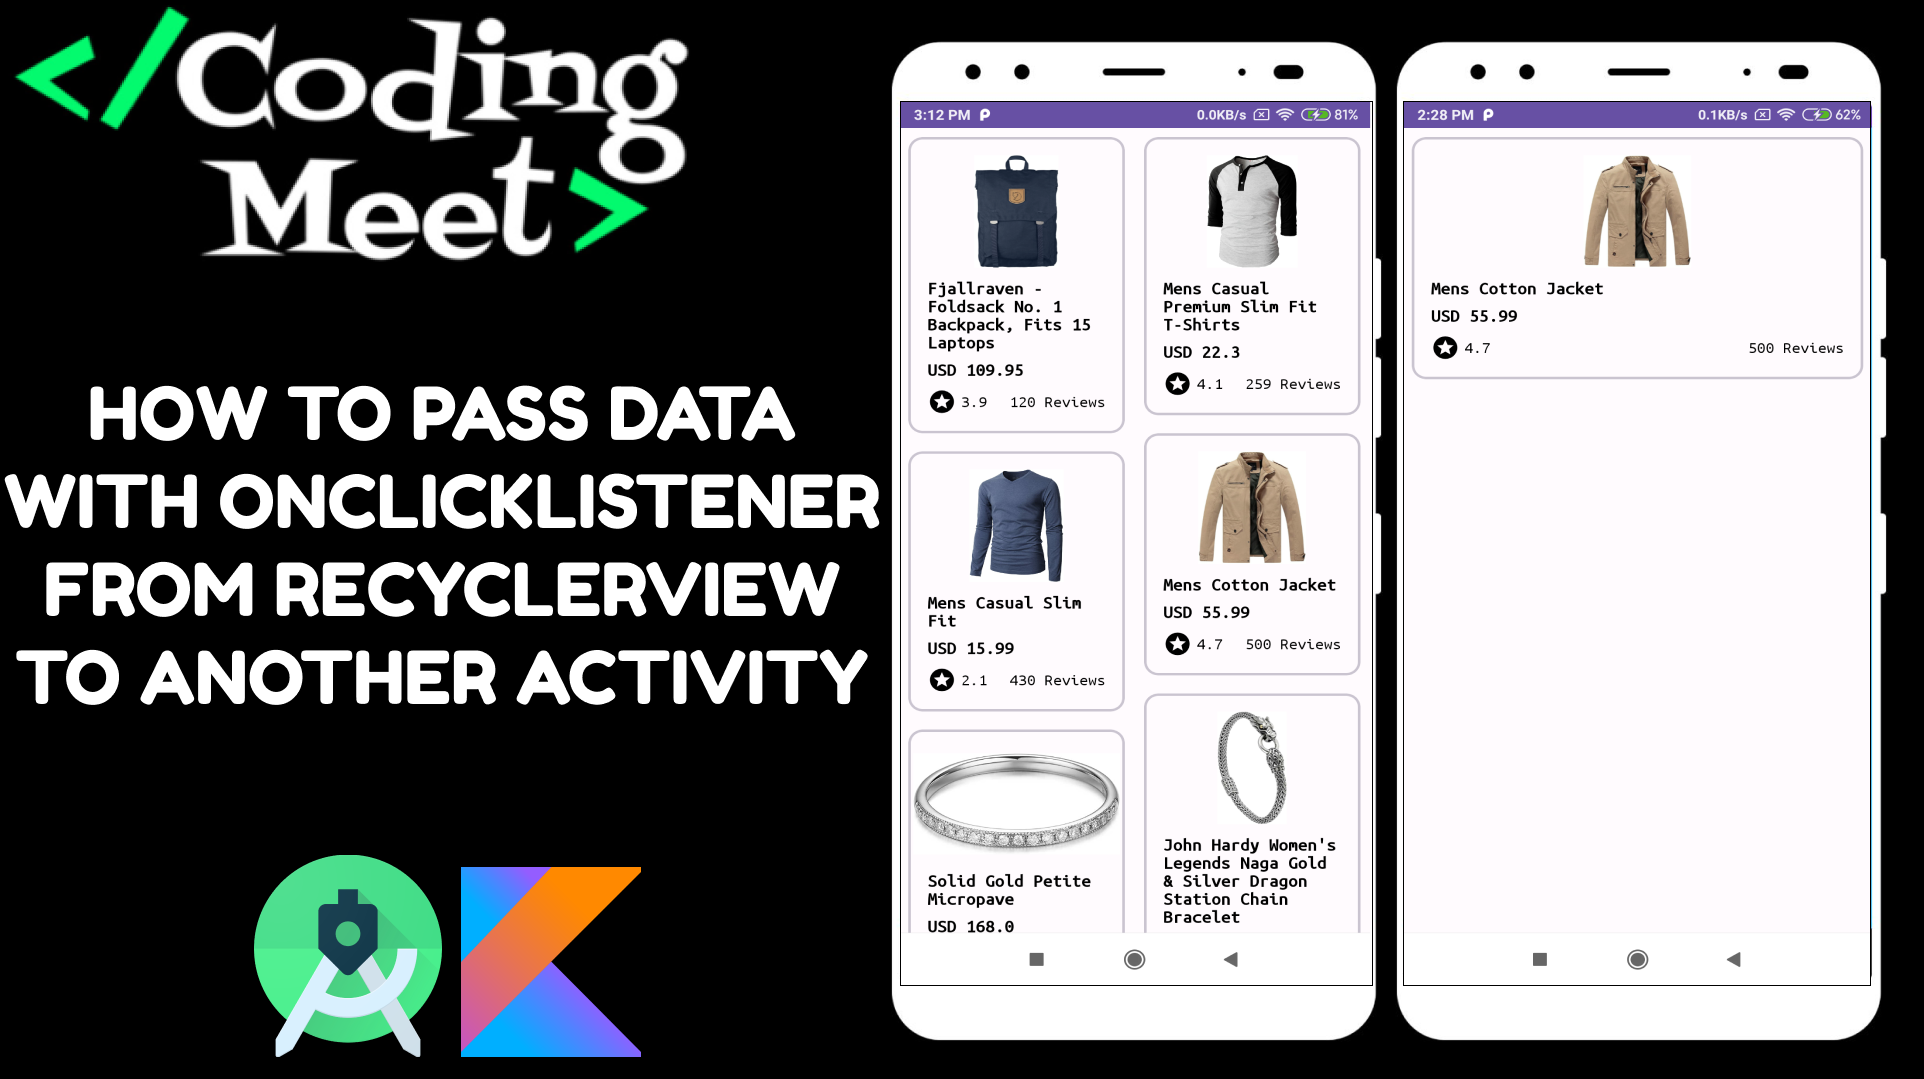 </Coding
Meet>
HOW TO PASS DATA
WITH ONCLICKLISTENER
FROM RECYCLERVIEW
TO ANOTHER ACTIVITY
3:12 PM
0.0KB/s
81%
Fjallraven -
Foldsack No. 1
Backpack, Fits 15
Laptops
USD 109.95
3.9 120 Reviews
Mens Casual
Premium Slim Fit
T-Shirts
USD 22.3
4.1 259 Reviews
Mens Casual Slim
Fit
USD 15.99
2.1 430 Reviews
Mens Cotton Jacket
USD 55.99
4.7 500 Reviews
Solid Gold Petite
Micropave
USD 168.0
John Hardy Women's
Legends Naga Gold
& Silver Dragon
Station Chain
Bracelet
2:28 PM
0.1KB/s
62%
Mens Cotton Jacket
USD 55.99
4.7 500 Reviews